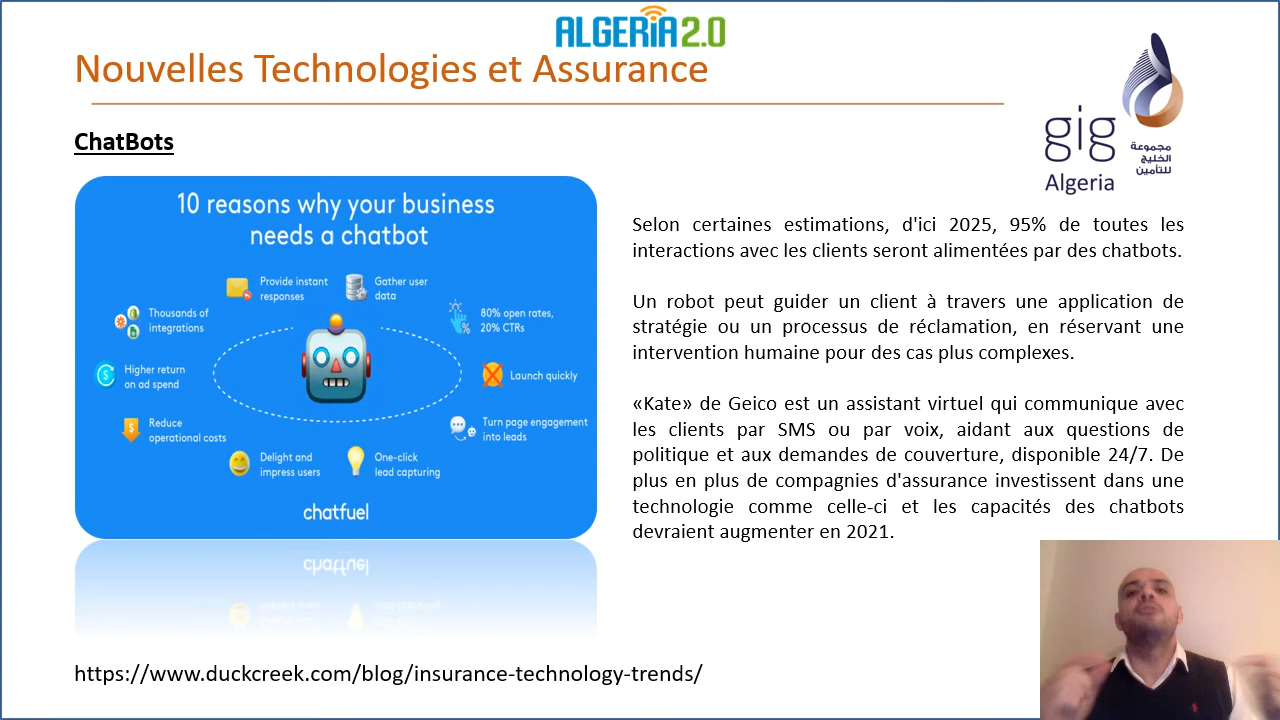 ALGERiA2.0
Nouvelles Technologies et Assurance
gig
Algeria
مجموعة
الخليج
للتأمين
ChatBots
10 reasons why your business
needs a chatbot
Provide instant
responses
Gather user
data
Thousands of
integrations
80% open rates,
20% CTRs
Higher return
on ad spend
Launch quickly
Reduce
operational costs
Turn page engagement
into leads
Delight and
impress users
One-click
lead capturing
chatfuel
Selon certaines estimations, d'ici 2025, 95% de toutes les
interactions avec les clients seront alimentées par des chatbots.
Un robot peut guider un client à travers une application de
stratégie ou un processus de réclamation, en réservant une
intervention humaine pour des cas plus complexes.
«Kate» de Geico est un assistant virtuel qui communique avec
les clients par SMS ou par voix, aidant aux questions de
politique et aux demandes de couverture, disponible 24/7. De
plus en plus de compagnies d'assurance investissent dans une
technologie comme celle-ci et les capacités des chatbots
devraient augmenter en 2021.
https://www.duckcreek.com/blog/insurance-technology-trends/